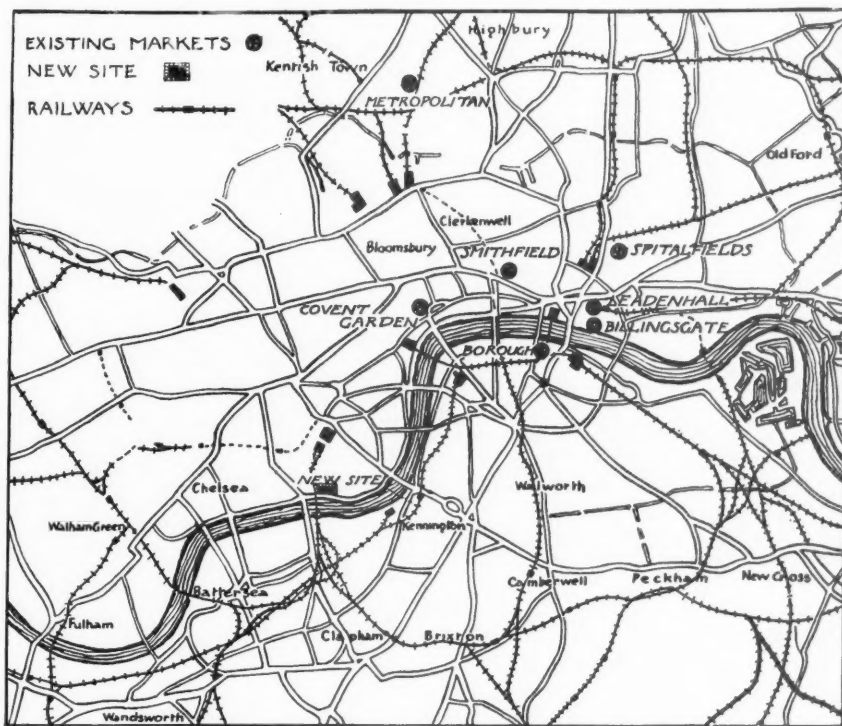 EXISTING MARKETS
NEW SITE
RAILWAYS
Highbury
Kentish Town
METROPOLITAN
Old Ford
Clerkenwell
Bloomsbury
SMITHFIELD
SPITALFIELDS
COVENT
GARDEN
LEADENHALL
BILLINGSGATE
BOROUGH
Chelsea
NEW SITE
Walworth
Walham Green
Kennington
Battersea
Camberwell
Peckham
New Cross
Fulham
Clapham
Brixton
Wandsworth